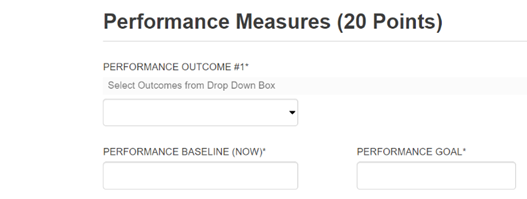 Performance Measures (20 Points)
PERFORMANCE OUTCOME #1*
Select Outcomes from Drop Down Box
PERFORMANCE BASELINE (NOW)* PERFORMANCE GOAL*